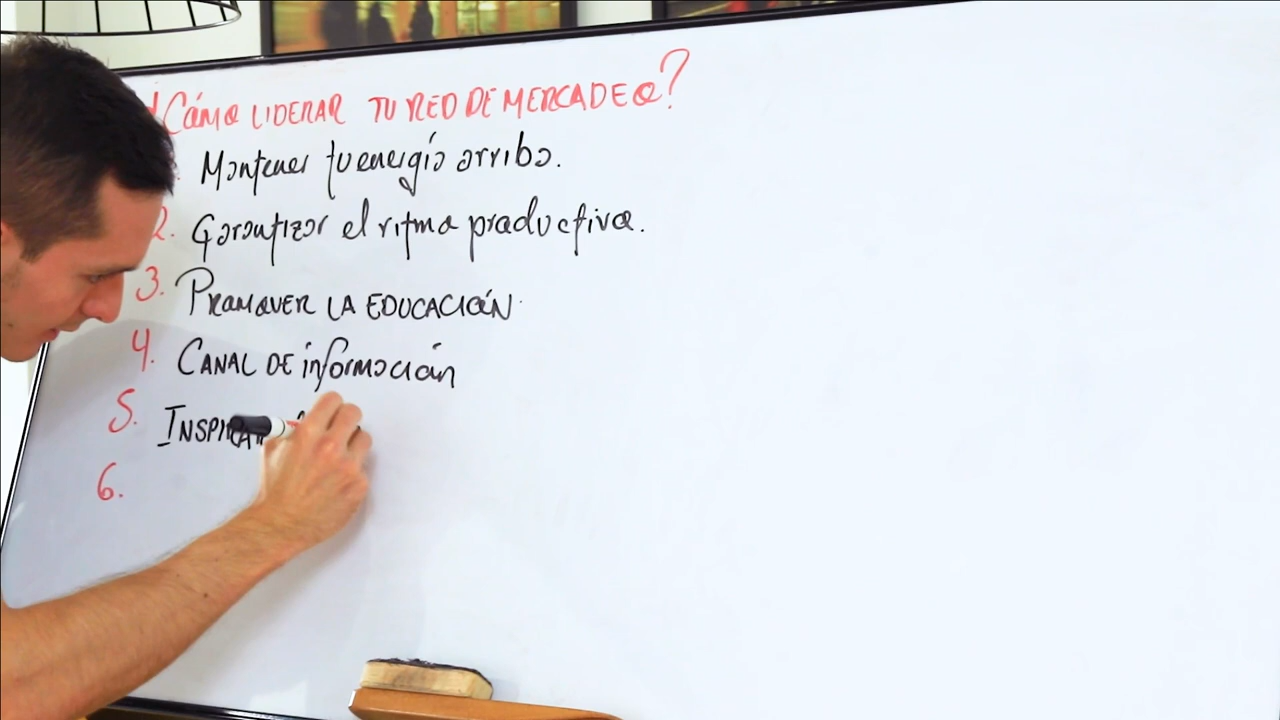 ¿Cómo LIDERAR TU RED DE MERCADEO?
Mantener tu energía arriba.
2. Garantizar el ritmo productivo.
3. PROMOVER LA EDUCACIÓN.
4. CANAL DE información
5.
6.